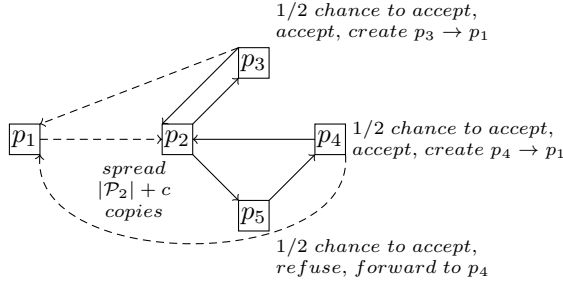 1/2 chance to accept,
accept, create p₃ → p₁
p₃
p₁
p₂
p₄
1/2 chance to accept,
accept, create p₄ → p₁
spread
|𝒫₂| + c
copies
p₅
1/2 chance to accept,
refuse, forward to p₄